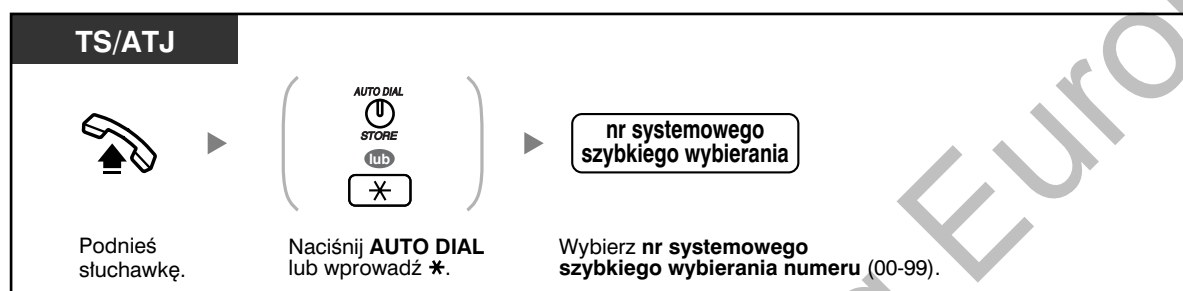 TS/ATJ
AUTO DIAL
STORE
lub
*
nr systemowego
szybkiego wybierania
Podnieś
słuchawkę.
Naciśnij AUTO DIAL
lub wprowadź *.
Wybierz nr systemowego
szybkiego wybierania numeru (00-99).
Euro